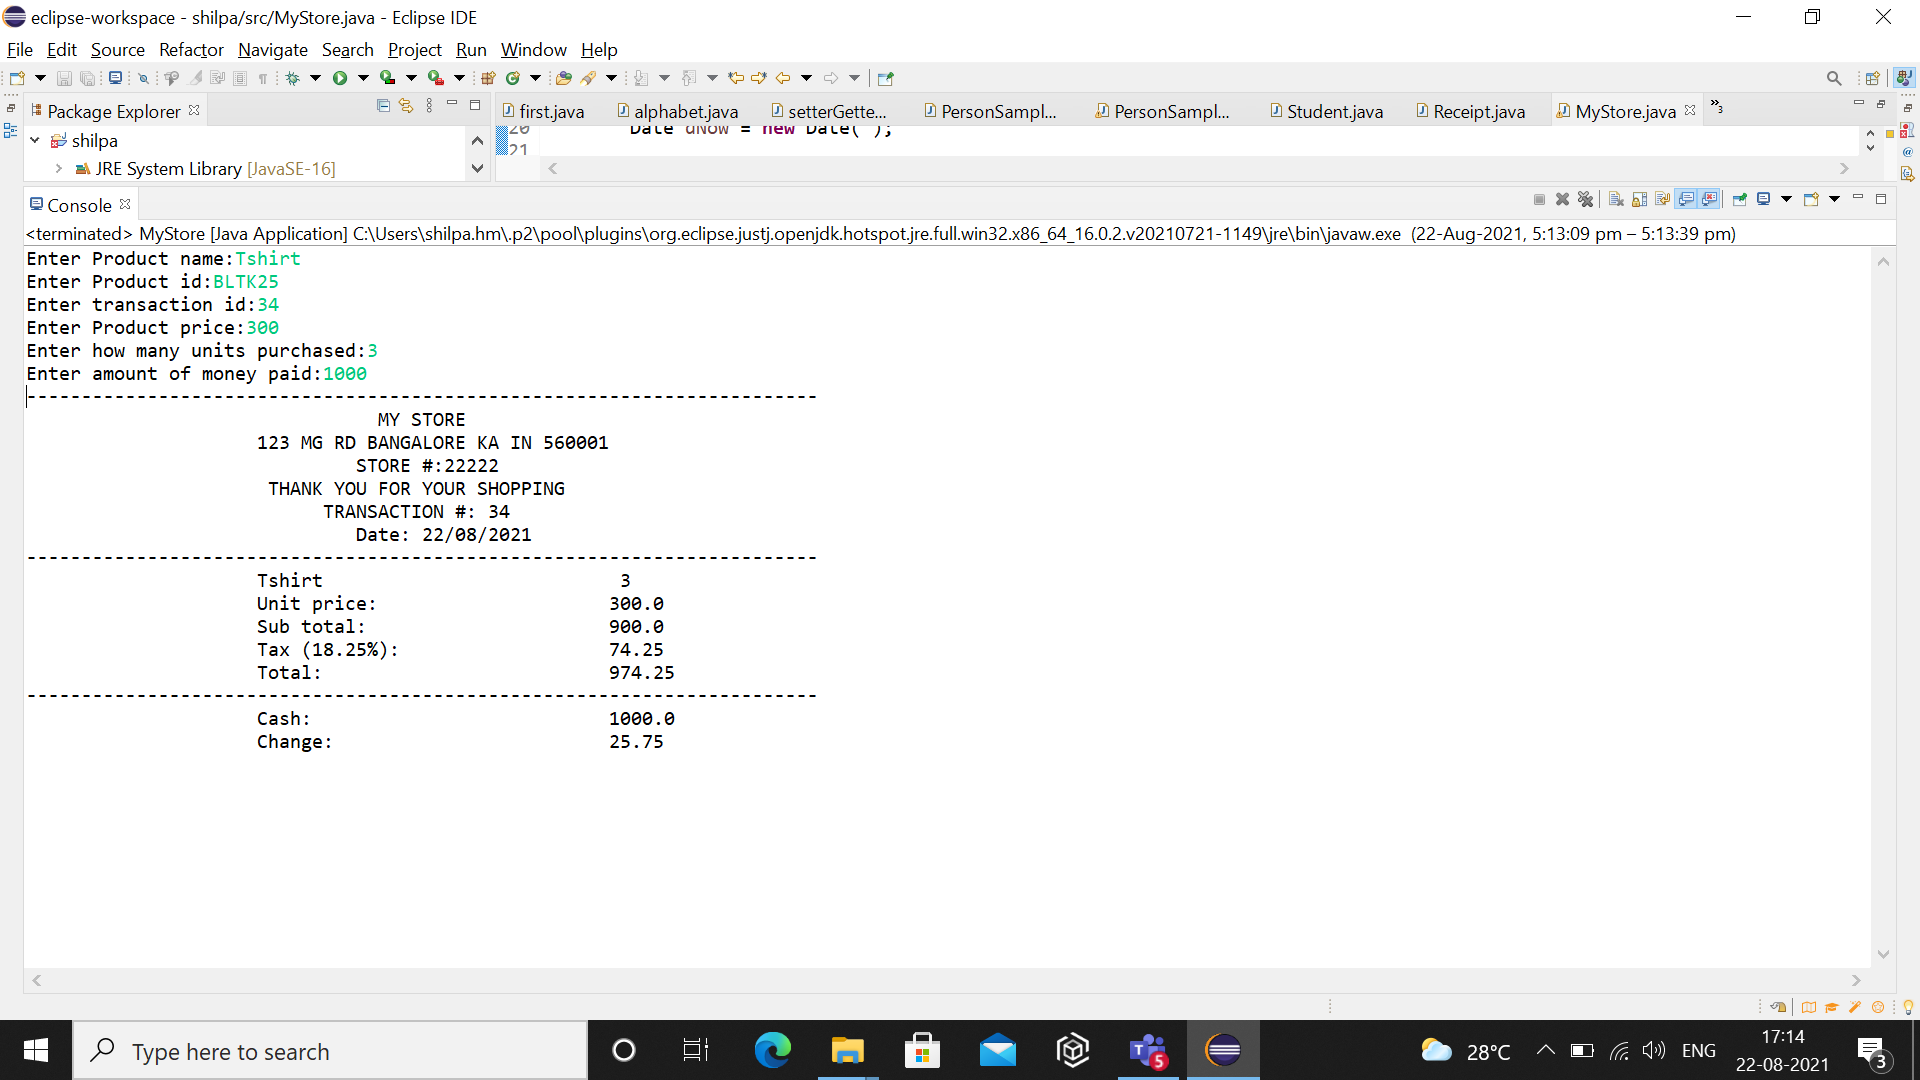 eclipse-workspace - shilpa/src/MyStore.java - Eclipse IDE
File Edit Source Refactor Navigate Search Project Run Window Help
Package Explorer
first.java alphabet.java setterGette... PersonSampl... PersonSampl... Student.java Receipt.java MyStore.java »3
shilpa
JRE System Library [JavaSE-16]
20 Date dNow = new Date( );
21
Console
<terminated> MyStore [Java Application] C:\Users\shilpa.hm\.p2\pool\plugins\org.eclipse.justj.openjdk.hotspot.jre.full.win32.x86_64_16.0.2.v20210721-1149\jre\bin\javaw.exe (22-Aug-2021, 5:13:09 pm – 5:13:39 pm)
Enter Product name:Tshirt
Enter Product id:BLTK25
Enter transaction id:34
Enter Product price:300
Enter how many units purchased:3
Enter amount of money paid:1000
------------------------------------------------------------------------
MY STORE
123 MG RD BANGALORE KA IN 560001
STORE #:22222
THANK YOU FOR YOUR SHOPPING
TRANSACTION #: 34
Date: 22/08/2021
------------------------------------------------------------------------
Tshirt 3
Unit price: 300.0
Sub total: 900.0
Tax (18.25%): 74.25
Total: 974.25
------------------------------------------------------------------------
Cash: 1000.0
Change: 25.75
Type here to search
5
28°C
ENG
17:14
22-08-2021
3